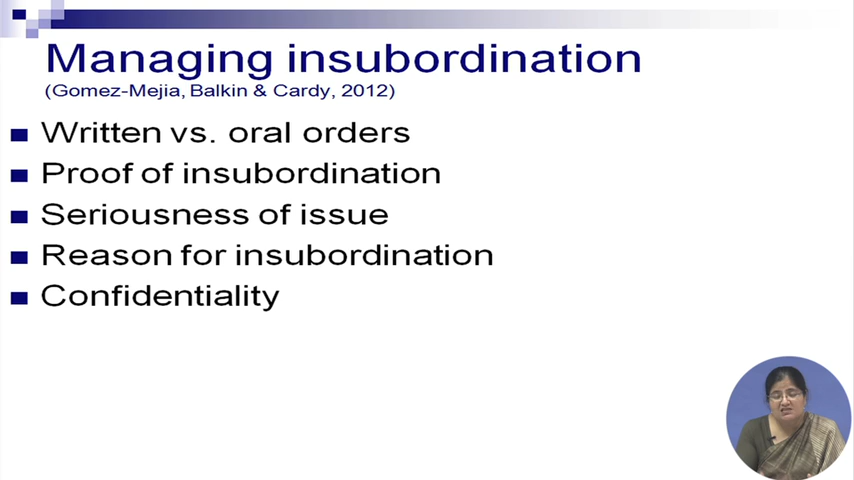 Managing insubordination
(Gomez-Mejia, Balkin & Cardy, 2012)
Written vs. oral orders
Proof of insubordination
Seriousness of issue
Reason for insubordination
Confidentiality